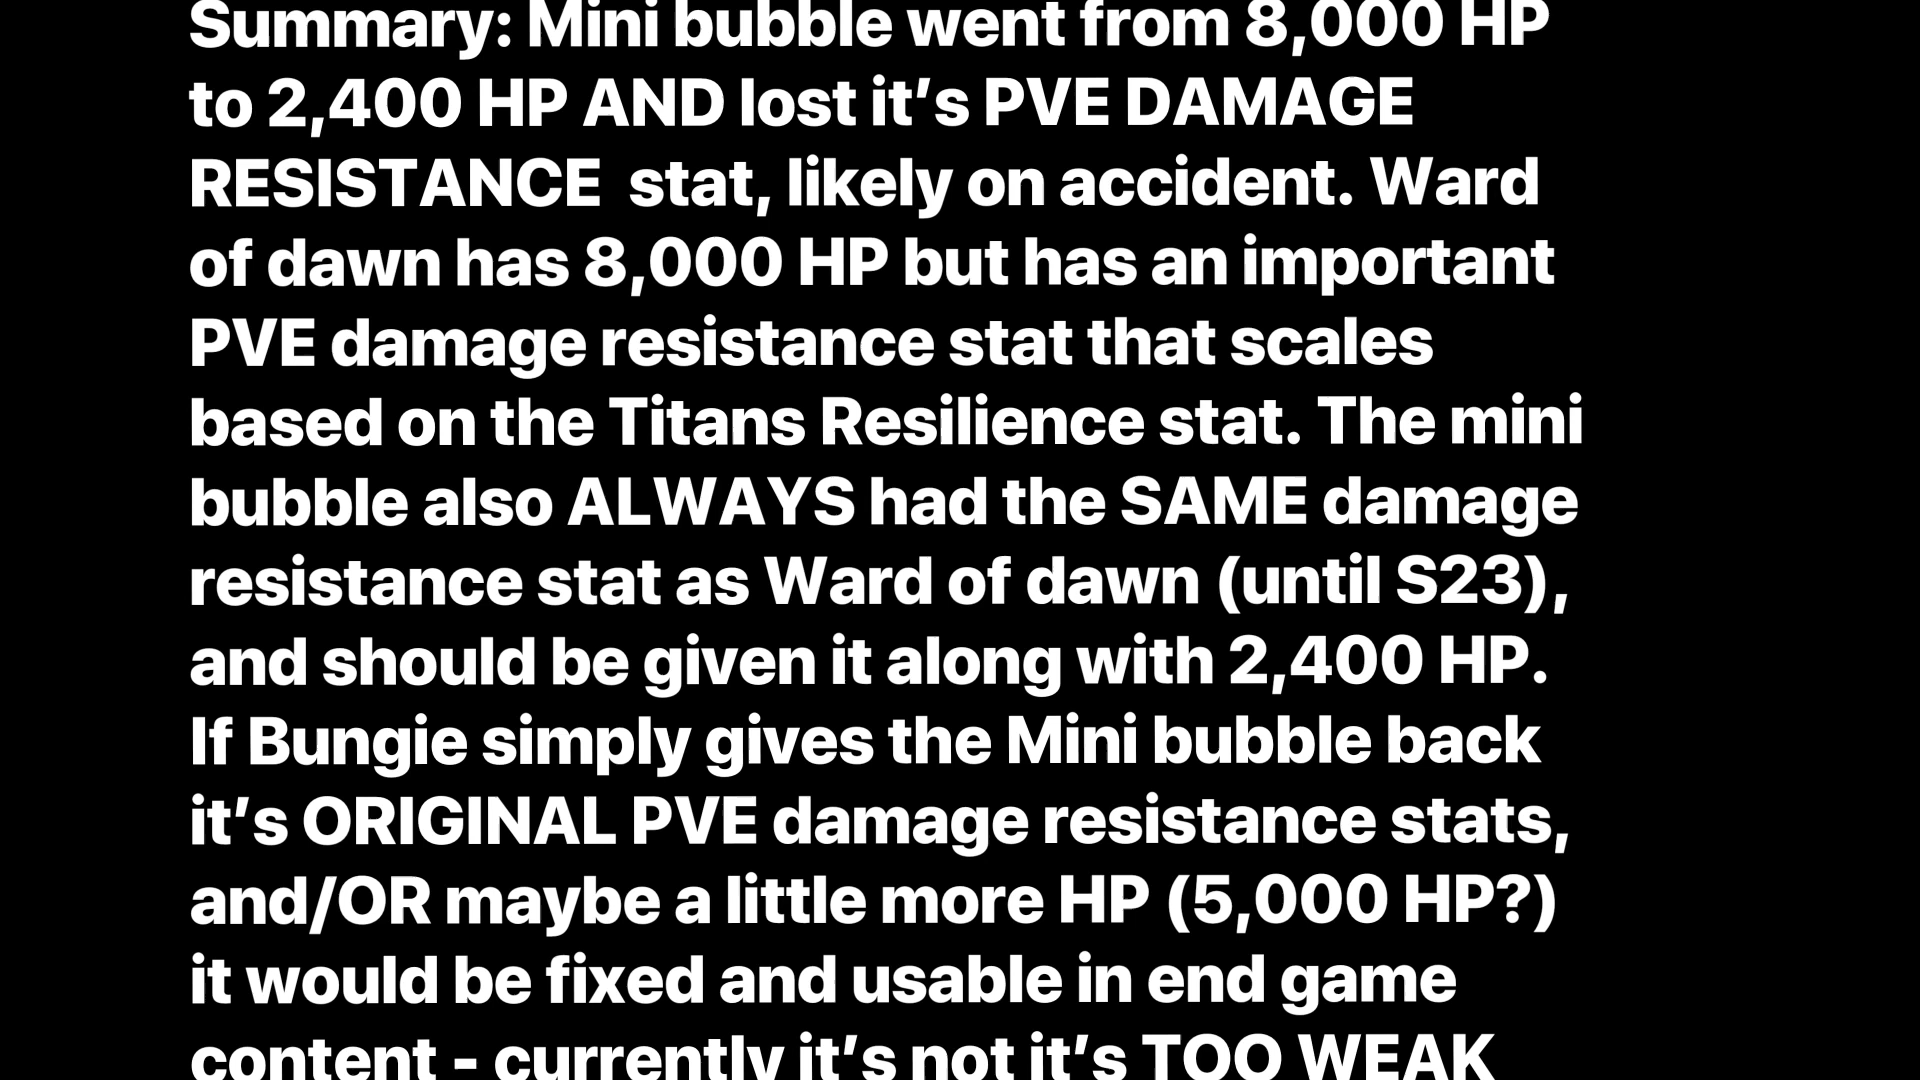 Summary: Mini bubble went from 8,000 HP
to 2,400 HP AND lost it’s PVE DAMAGE
RESISTANCE  stat, likely on accident. Ward
of dawn has 8,000 HP but has an important
PVE damage resistance stat that scales
based on the Titans Resilience stat. The mini
bubble also ALWAYS had the SAME damage
resistance stat as Ward of dawn (until S23),
and should be given it along with 2,400 HP.
If Bungie simply gives the Mini bubble back
it’s ORIGINAL PVE damage resistance stats,
and/OR maybe a little more HP (5,000 HP?)
it would be fixed and usable in end game
content - currently it’s not it’s TOO WEAK